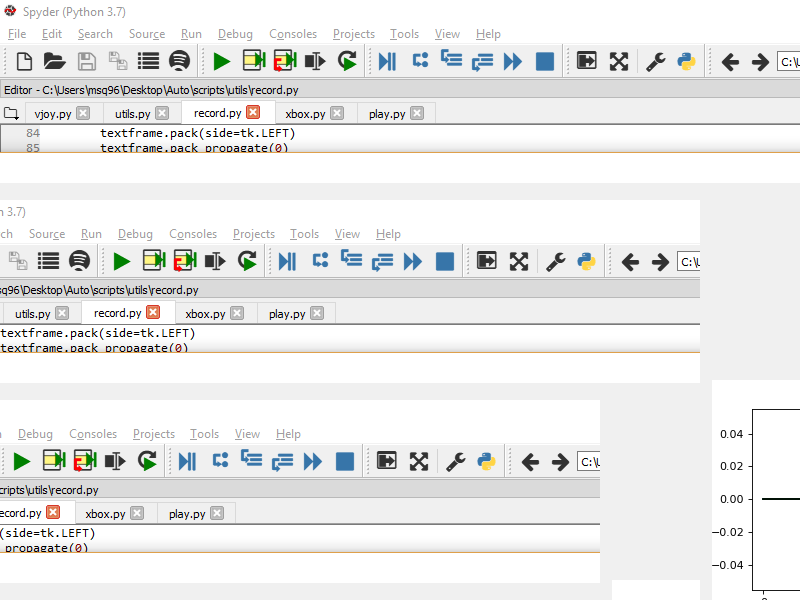 Spyder (Python 3.7)
File Edit Search Source Run Debug Consoles Projects Tools View Help
C:\
Editor - C:\Users\msq96\Desktop\Auto\scripts\utils\record.py
vjoy.py utils.py record.py xbox.py play.py
84 textframe.pack(side=tk.LEFT)
85 textframe.pack_propagate(0)
3.7)
ch Source Run Debug Consoles Projects Tools View Help
C:\
sq96\Desktop\Auto\scripts\utils\record.py
utils.py record.py xbox.py play.py
textframe.pack(side=tk.LEFT)
textframe.pack_propagate(0)
Debug Consoles Projects Tools View Help
C:\
cripts\utils\record.py
ecord.py xbox.py play.py
(side=tk.LEFT)
propagate(0)
0.04
0.02
0.00
−0.02
−0.04